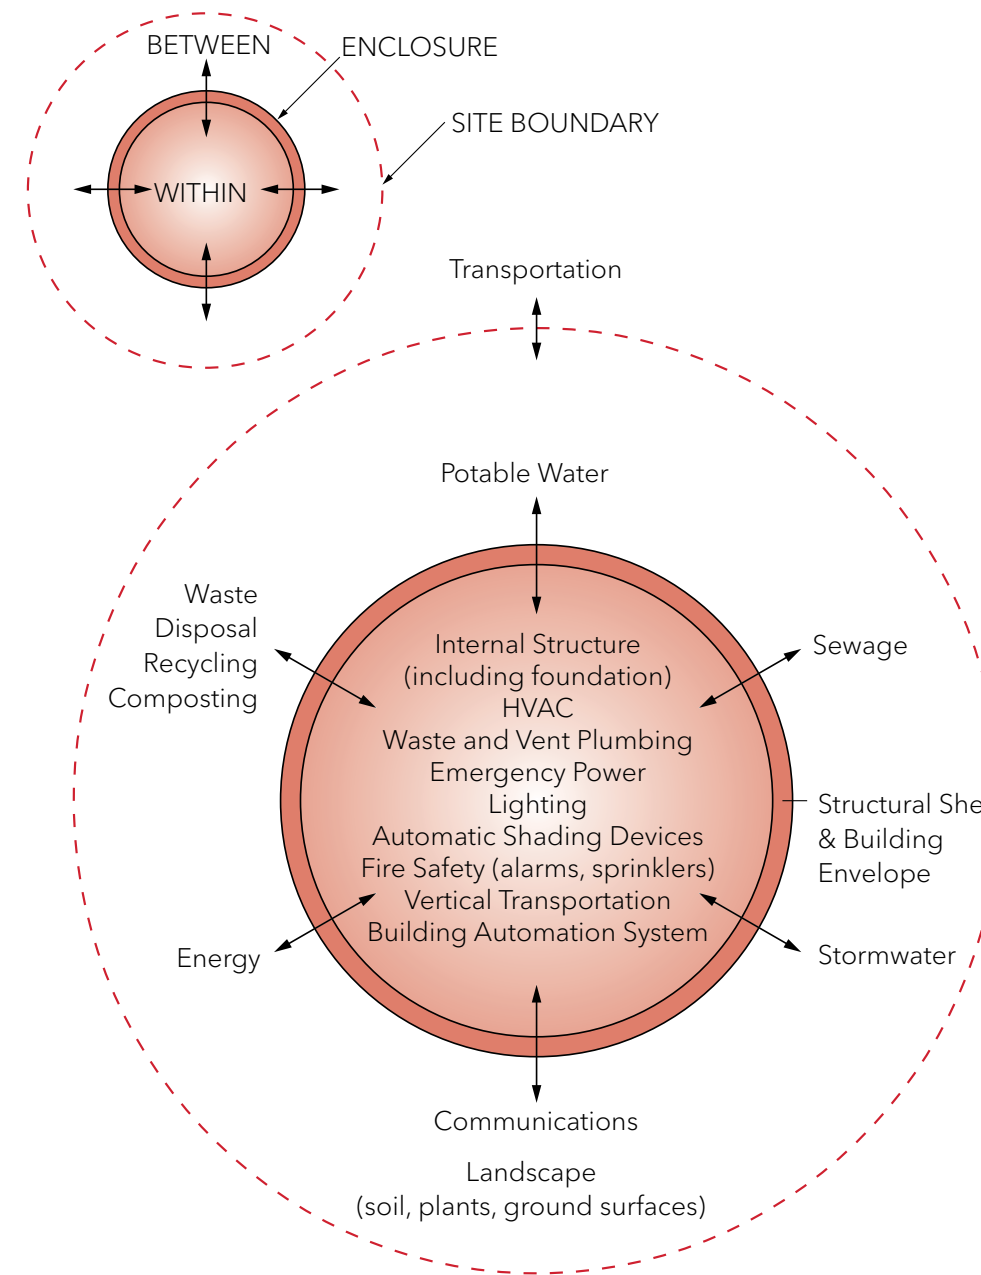 BETWEEN
ENCLOSURE
SITE BOUNDARY
WITHIN
Transportation
Potable Water
Waste
Disposal
Recycling
Composting
Sewage
Internal Structure
(including foundation)
HVAC
Waste and Vent Plumbing
Emergency Power
Lighting
Automatic Shading Devices
Fire Safety (alarms, sprinklers)
Vertical Transportation
Building Automation System
Structural
& Building
Envelope
Energy
Stormwater
Communications
Landscape
(soil, plants, ground surfaces)